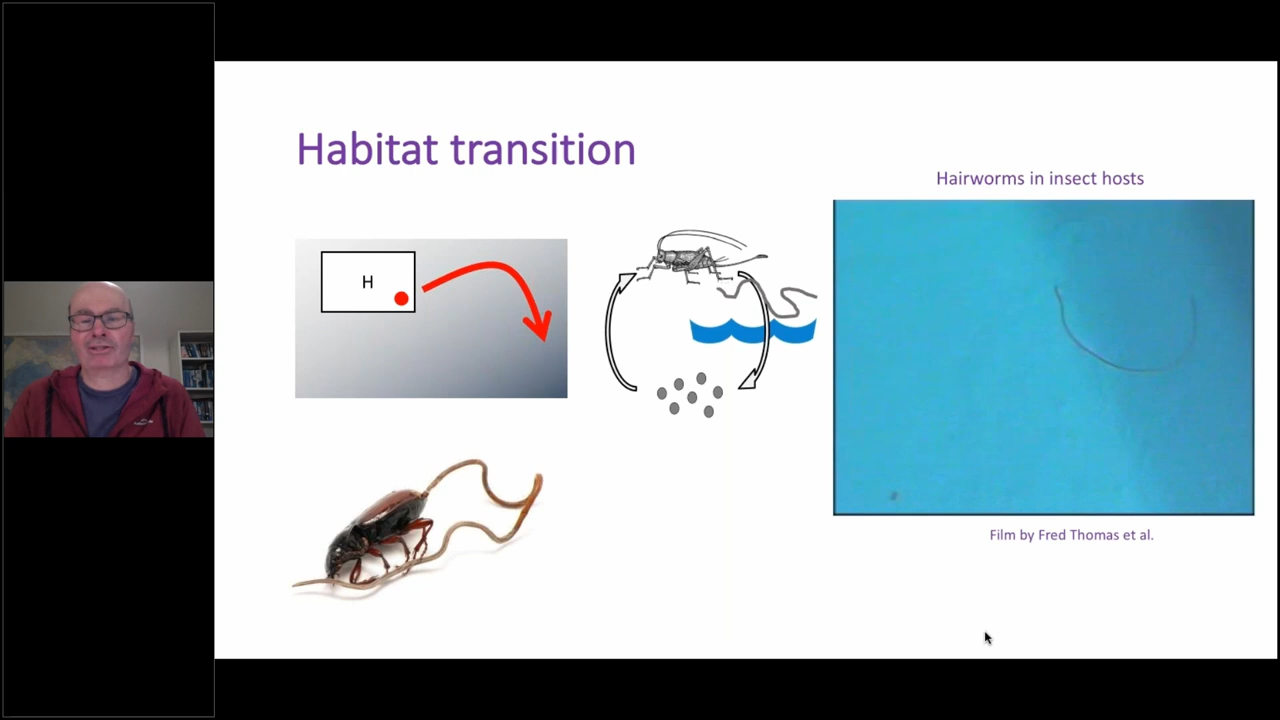 Habitat transition
Hairworms in insect hosts
H
Film by Fred Thomas et al.